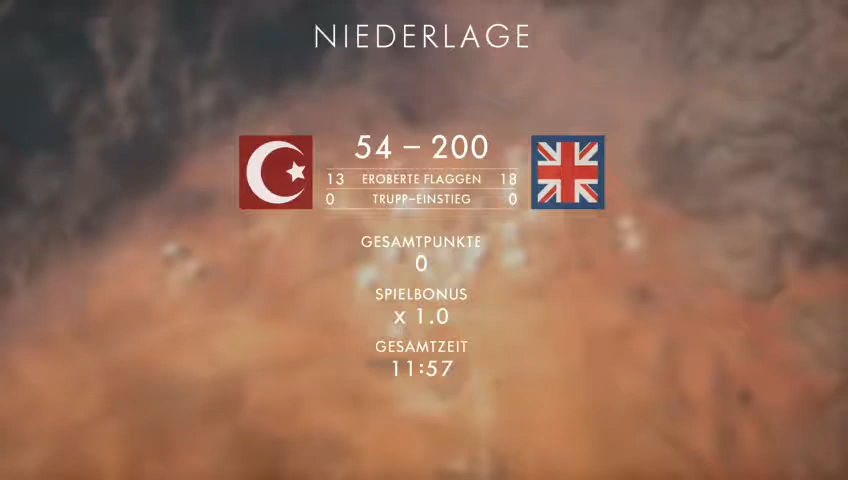 NIEDERLAGE
54 – 200
13 EROBERTE FLAGGEN 18
0 TRUPP-EINSTIEG 0
GESAMTPUNKTE
0
SPIELBONUS
x 1.0
GESAMTZEIT
11:57